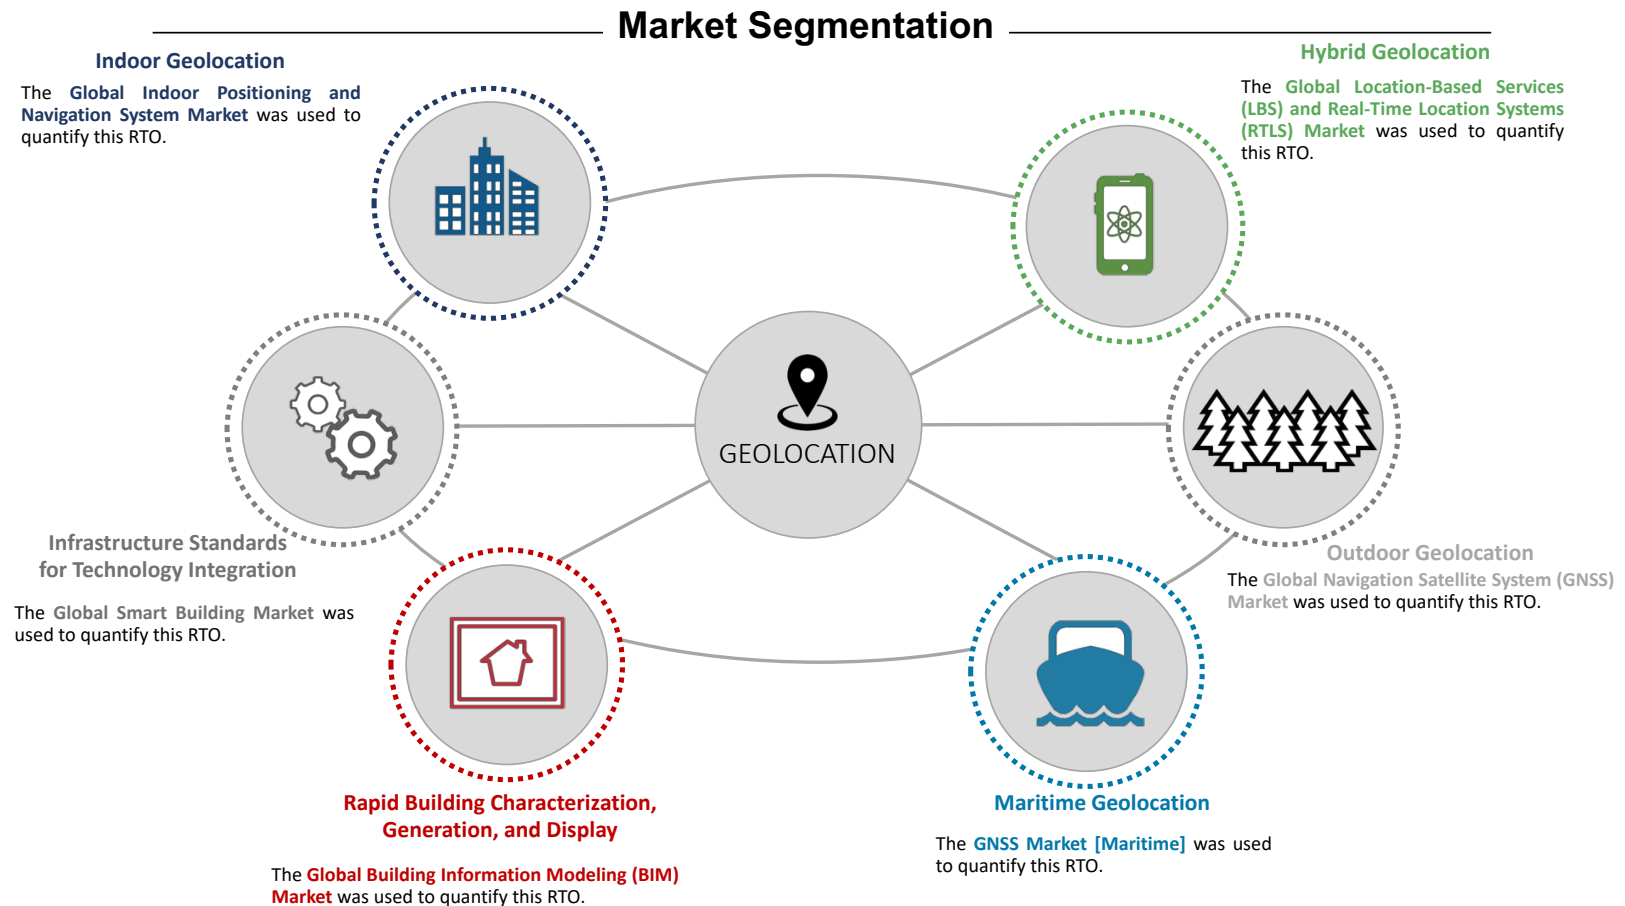 Market Segmentation
Indoor Geolocation
The Global Indoor Positioning and
Navigation System Market was used to
quantify this RTO.
Hybrid Geolocation
The Global Location-Based Services
(LBS) and Real-Time Location Systems
(RTLS) Market was used to quantify
this RTO.
GEOLOCATION
Infrastructure Standards
for Technology Integration
The Global Smart Building Market was
used to quantify this RTO.
Outdoor Geolocation
The Global Navigation Satellite System (GNSS)
Market was used to quantify this RTO.
Rapid Building Characterization,
Generation, and Display
The Global Building Information Modeling (BIM)
Market was used to quantify this RTO.
Maritime Geolocation
The GNSS Market [Maritime] was used
to quantify this RTO.